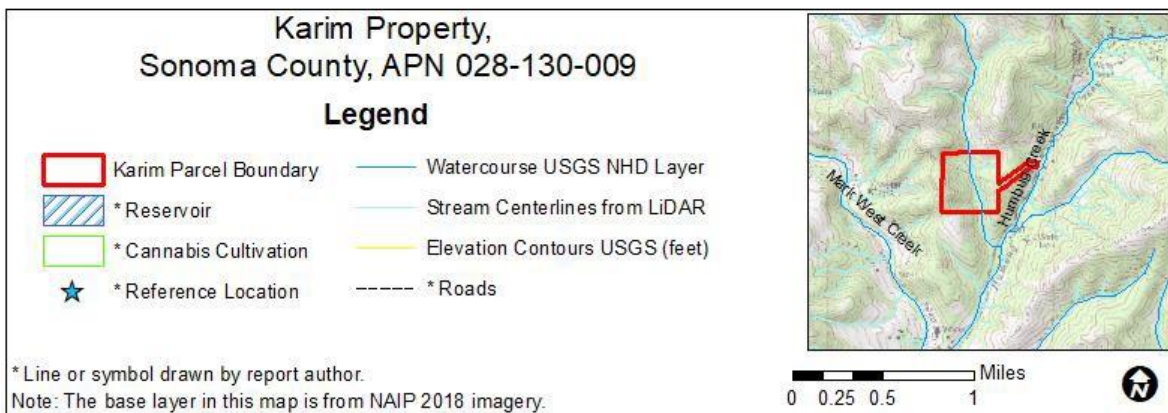 Karim Property,
Sonoma County, APN 028-130-009
Legend
Karim Parcel Boundary
* Reservoir
* Cannabis Cultivation
* Reference Location
Watercourse USGS NHD Layer
Stream Centerlines from LiDAR
Elevation Contours USGS (feet)
* Roads
* Line or symbol drawn by report author.
Note: The base layer in this map is from NAIP 2018 imagery.
Mark West Creek
Humbug Creek
Miles
0 0.25 0.5 1
N